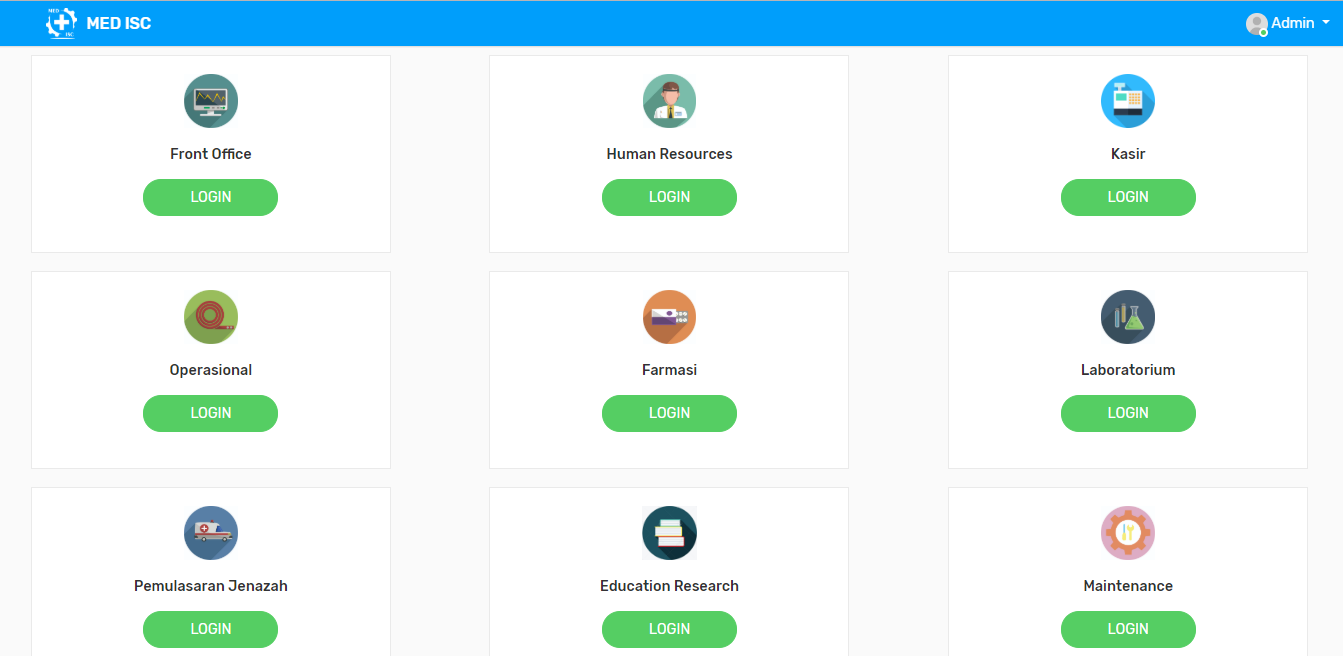 MED
ISC
MED ISC
Admin
Front Office
Human Resources
Kasir
LOGIN
LOGIN
LOGIN
Operasional
Farmasi
Laboratorium
LOGIN
LOGIN
LOGIN
Pemulasaran Jenazah
Education Research
Maintenance
LOGIN
LOGIN
LOGIN